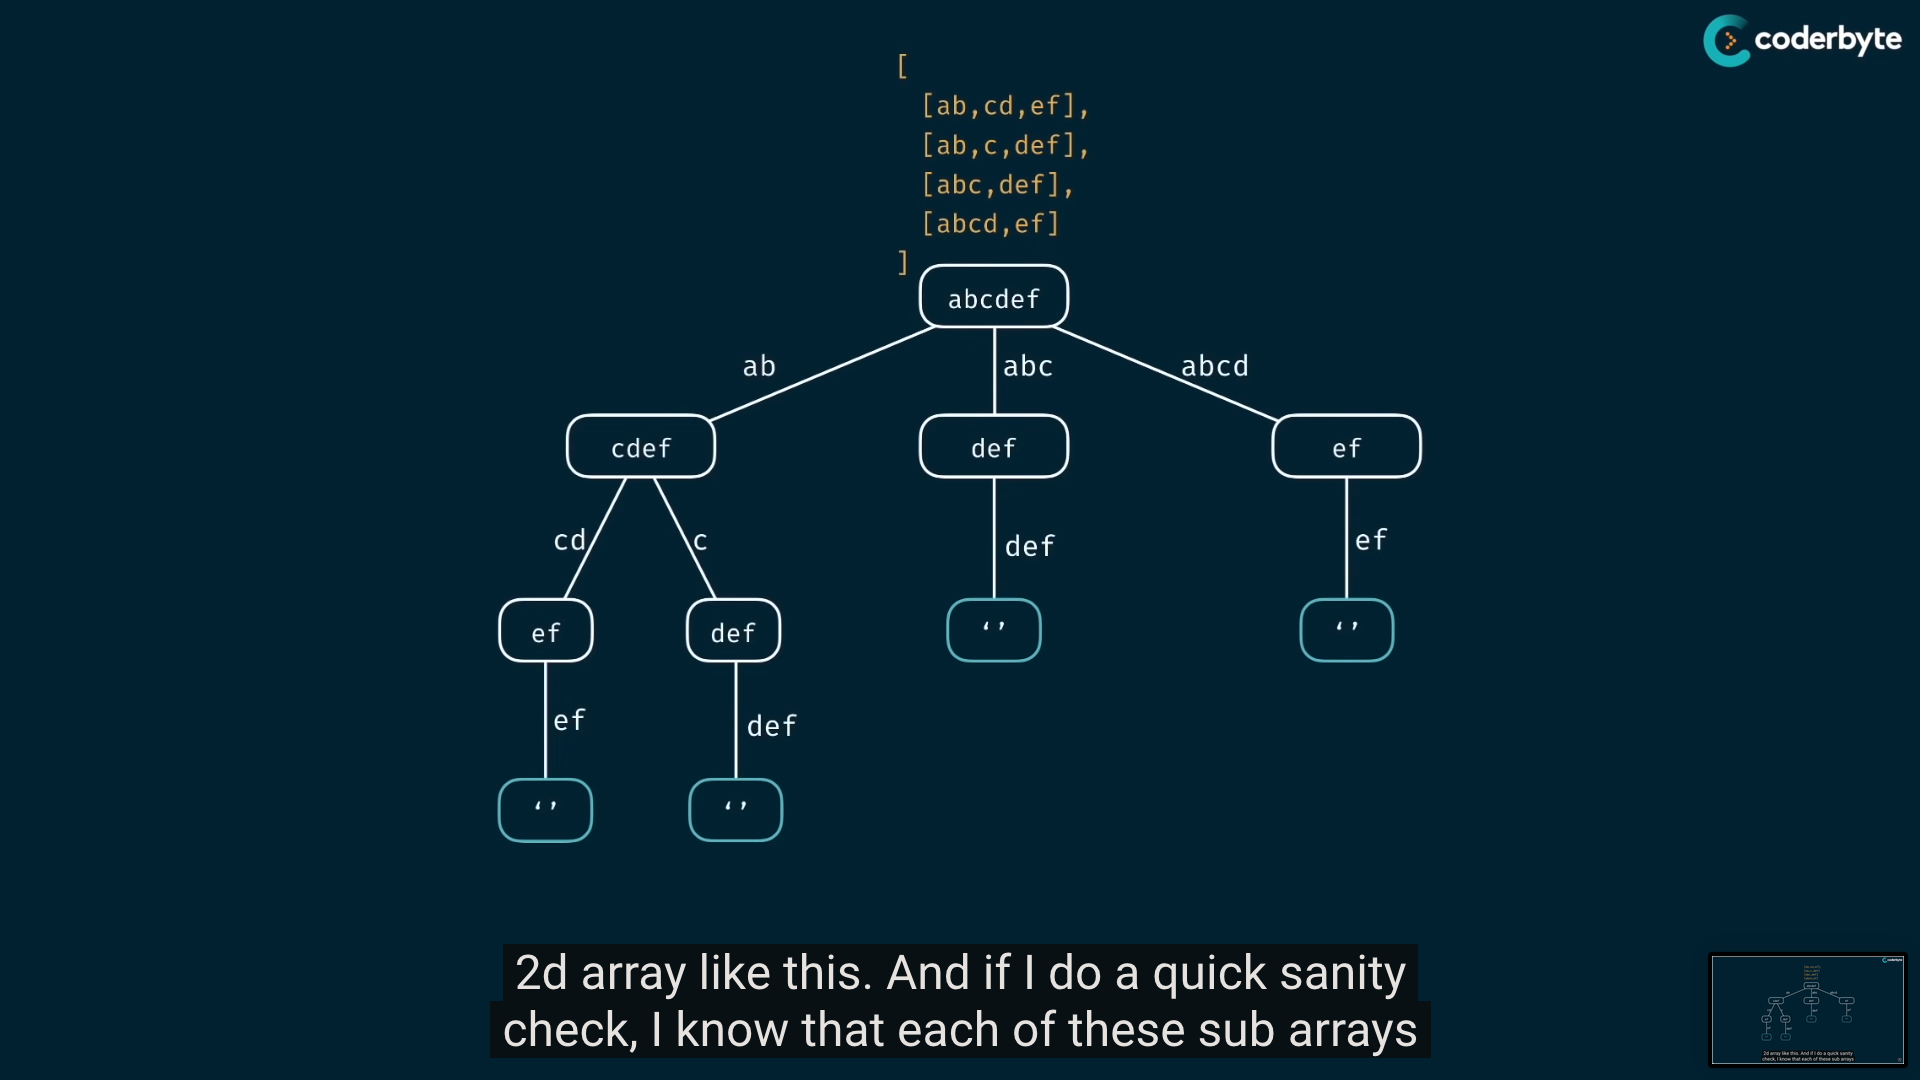 coderbyte
[
[ab,cd,ef],
[ab,c,def],
[abc,def],
[abcd,ef]
]
abcdef
ab
abc
abcd
cdef
def
ef
cd
c
def
ef
ef
def
‘’
‘’
ef
def
‘’
‘’
2d array like this. And if I do a quick sanity
check, I know that each of these sub arrays